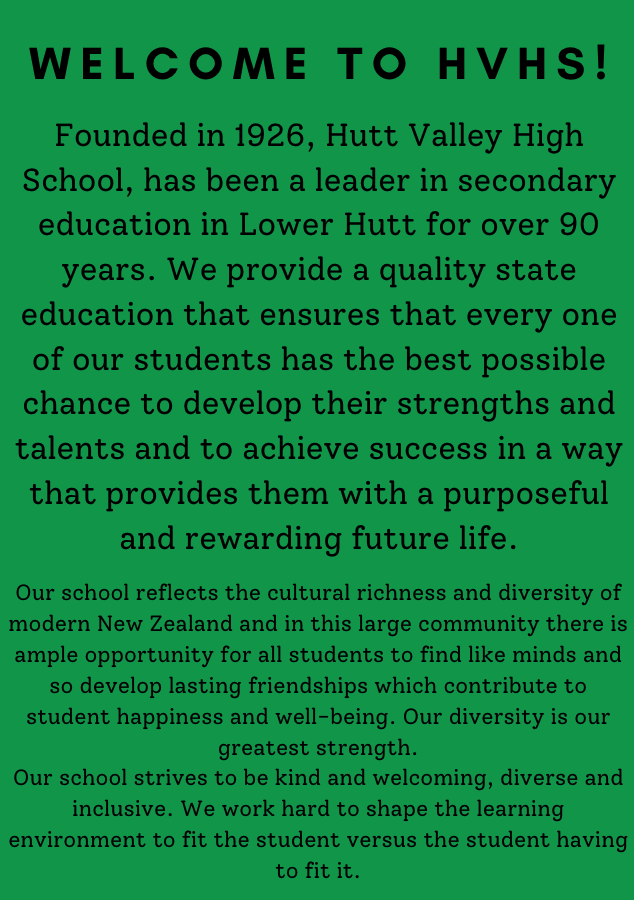 WELCOME TO HVHS!
Founded in 1926, Hutt Valley High
School, has been a leader in secondary
education in Lower Hutt for over 90
years. We provide a quality state
education that ensures that every one
of our students has the best possible
chance to develop their strengths and
talents and to achieve success in a way
that provides them with a purposeful
and rewarding future life.
Our school reflects the cultural richness and diversity of
modern New Zealand and in this large community there is
ample opportunity for all students to find like minds and
so develop lasting friendships which contribute to
student happiness and well-being. Our diversity is our
greatest strength.
Our school strives to be kind and welcoming, diverse and
inclusive. We work hard to shape the learning
environment to fit the student versus the student having
to fit it.